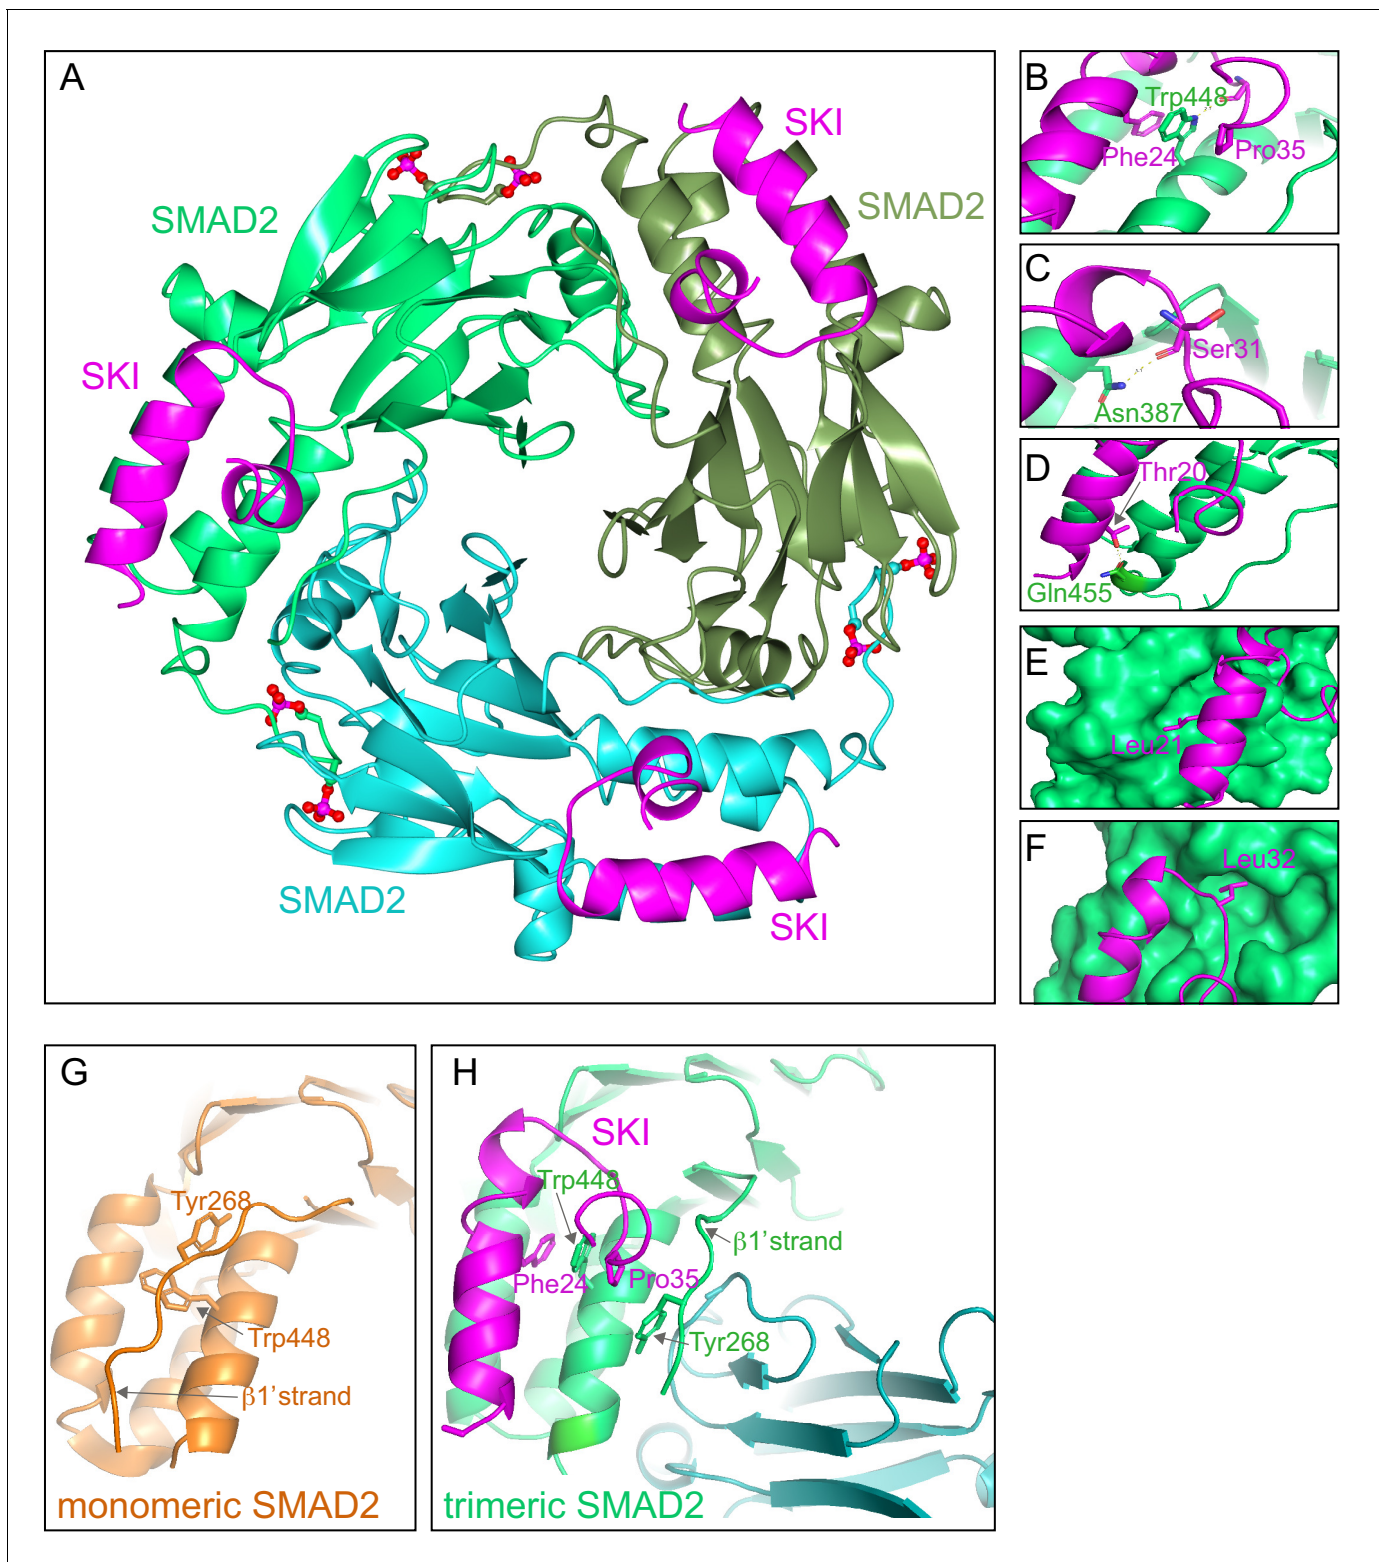 A
SKI
SMAD2
SMAD2
SKI
SMAD2
SKI
B
Trp448
Phe24
Pro35
C
Ser31
Asn387
D
Thr20
Gln455
E
Leu21
F
Leu32
G
Tyr268
Trp448
β1’strand
monomeric SMAD2
H
SKI
Trp448
β1’strand
Phe24
Pro35
Tyr268
trimeric SMAD2